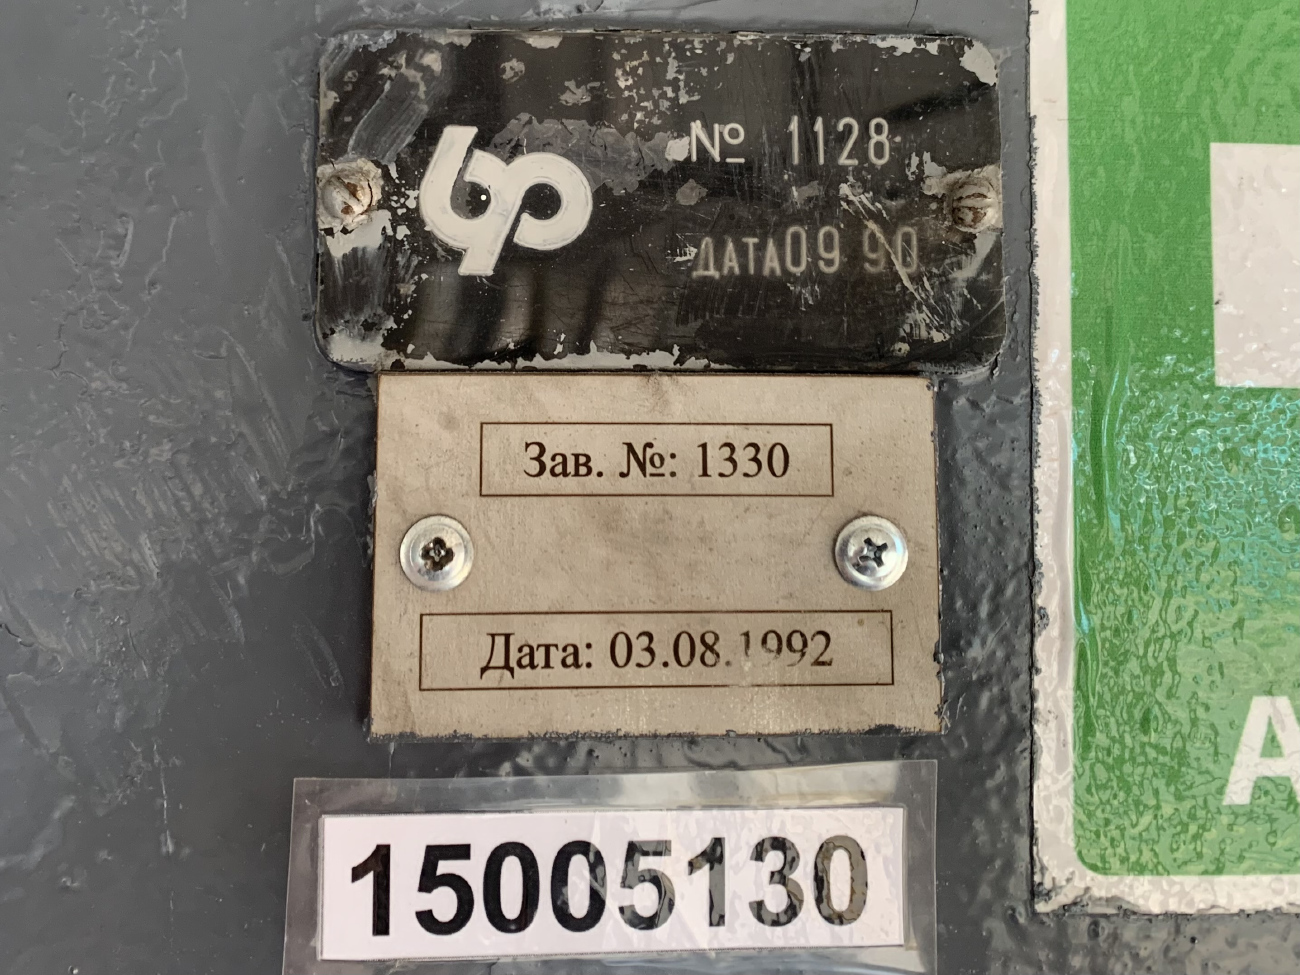 № 1128
ДАТА 09 90
Зав. №: 1330
Дата: 03.08.1992
15005130
А